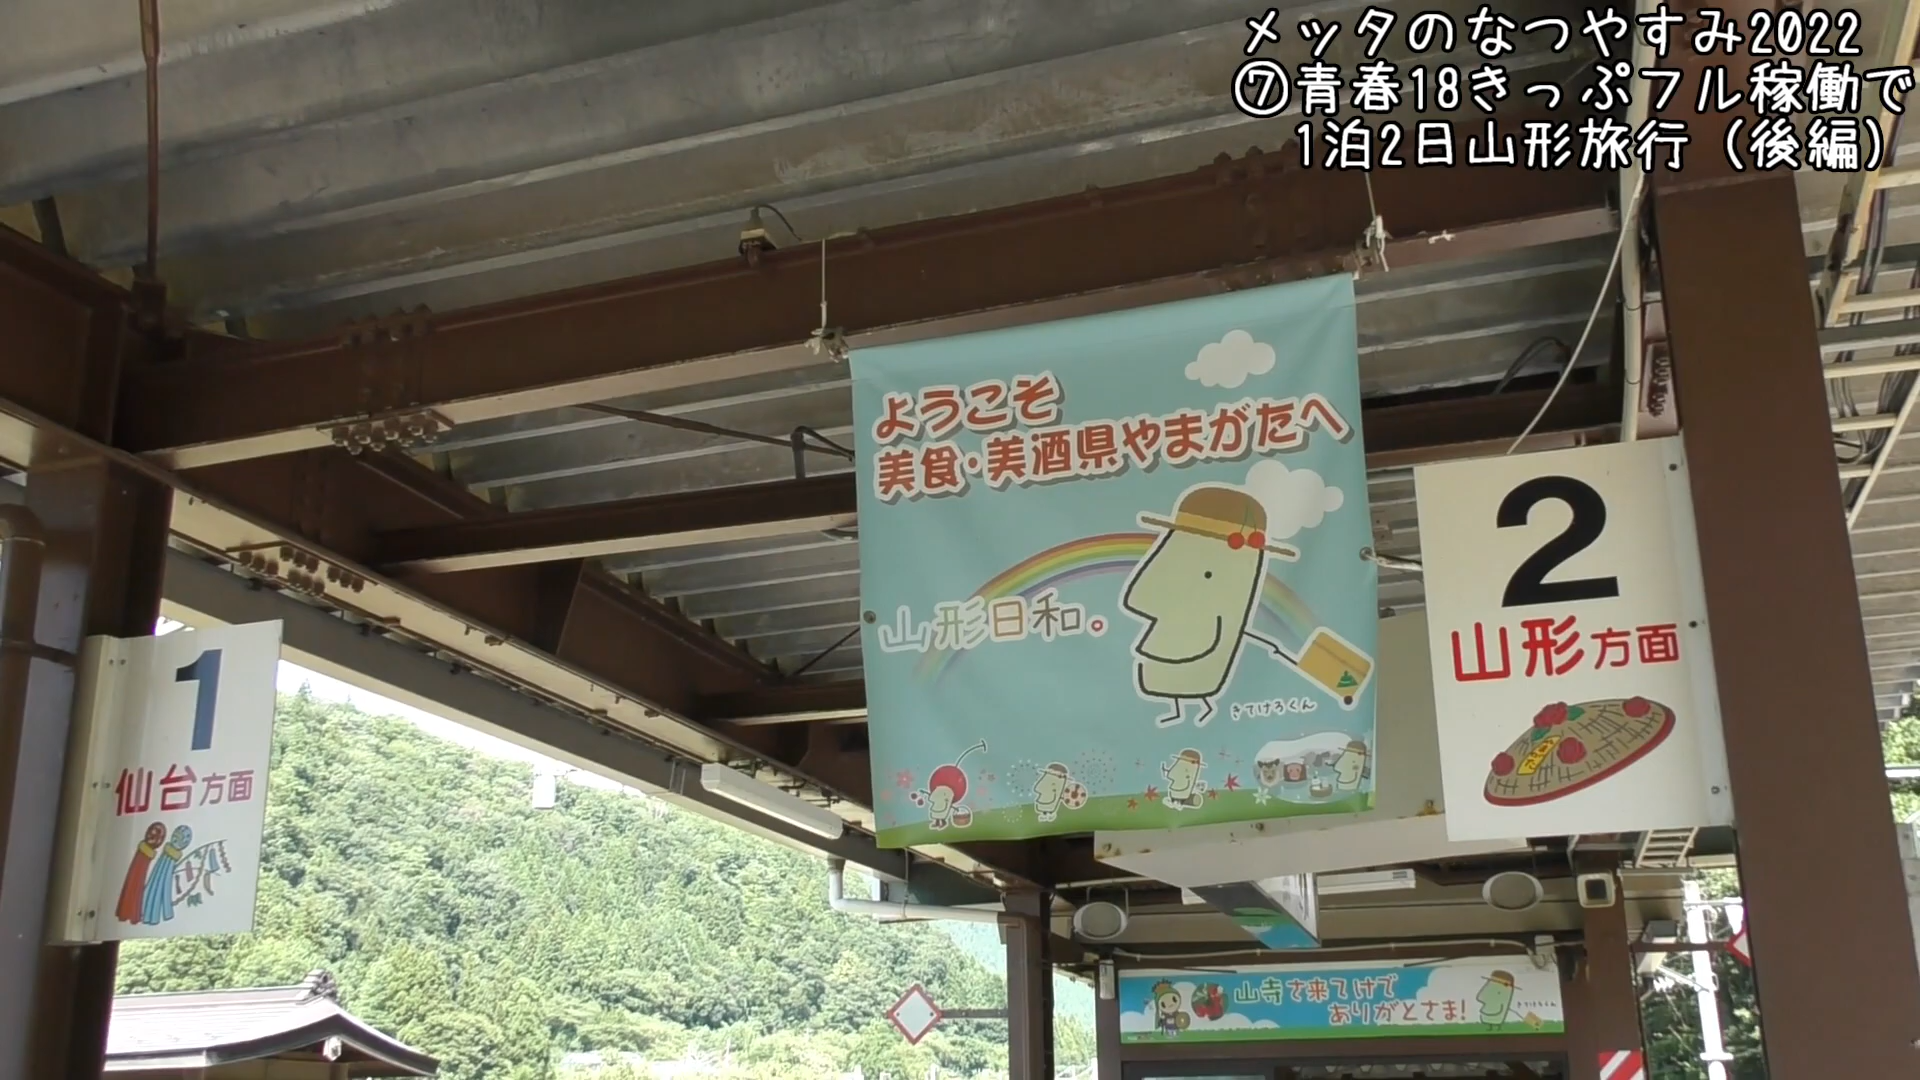 メッタのなつやすみ2022
⑦青春18きっぷフル稼働で
1泊2日山形旅行（後編）
ようこそ
美食・美酒県やまがたへ
山形日和。
きてけろくん
2
山形方面
1
仙台方面
山寺さ来てけで
ありがとさま!
きてけろくん